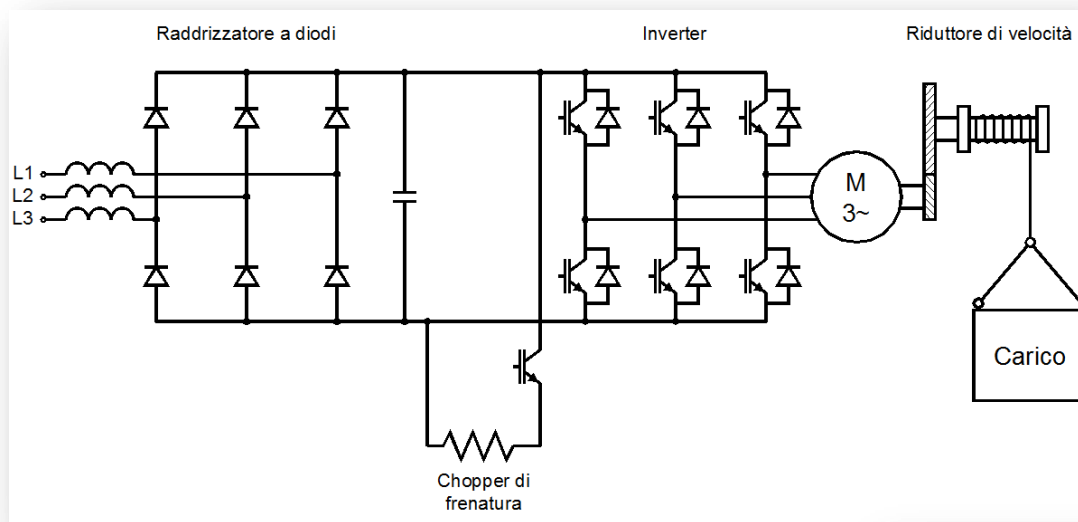 Raddrizzatore a diodi
Inverter
Riduttore di velocità
L1
L2
L3
M
3~
Carico
Chopper di
frenatura